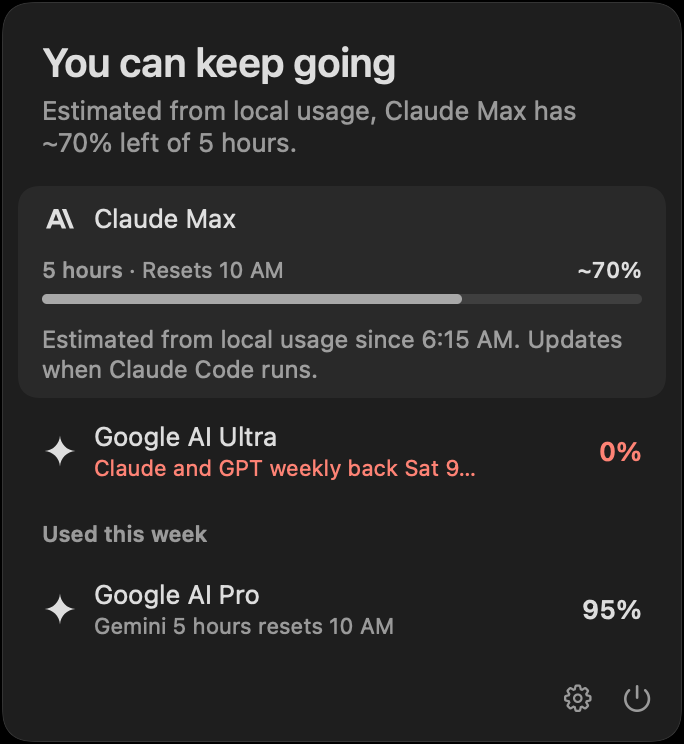 You can keep going
Estimated from local usage, Claude Max has
~70% left of 5 hours.
Claude Max
5 hours · Resets 10 AM
~70%
Estimated from local usage since 6:15 AM. Updates
when Claude Code runs.
Google AI Ultra
Claude and GPT weekly back Sat 9...
0%
Used this week
Google AI Pro
Gemini 5 hours resets 10 AM
95%